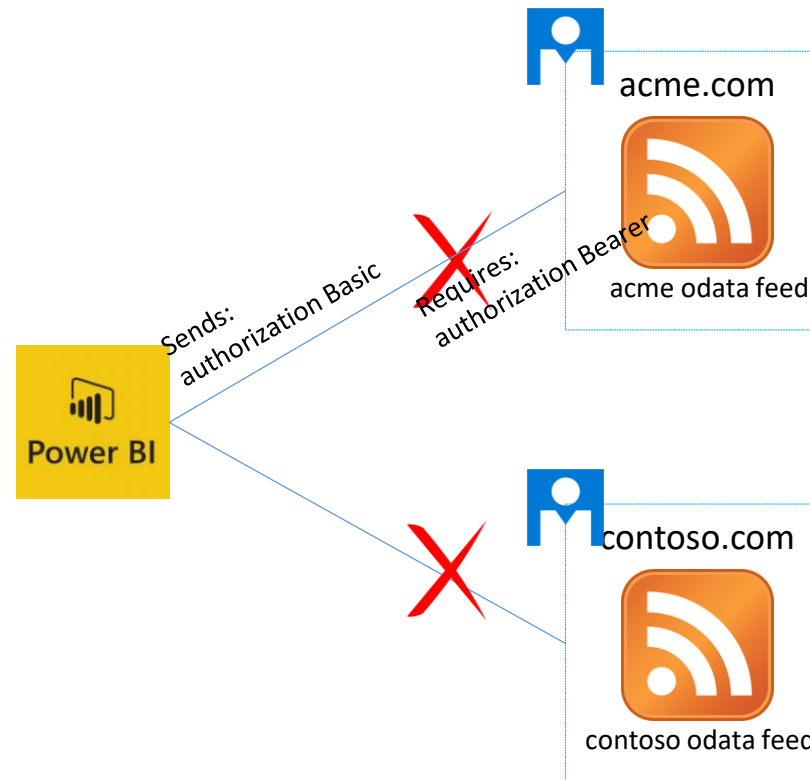 acme.com
Sends:
authorization Basic
Requires:
authorization Bearer
acme odata feed
Power BI
contoso.com
contoso odata feed